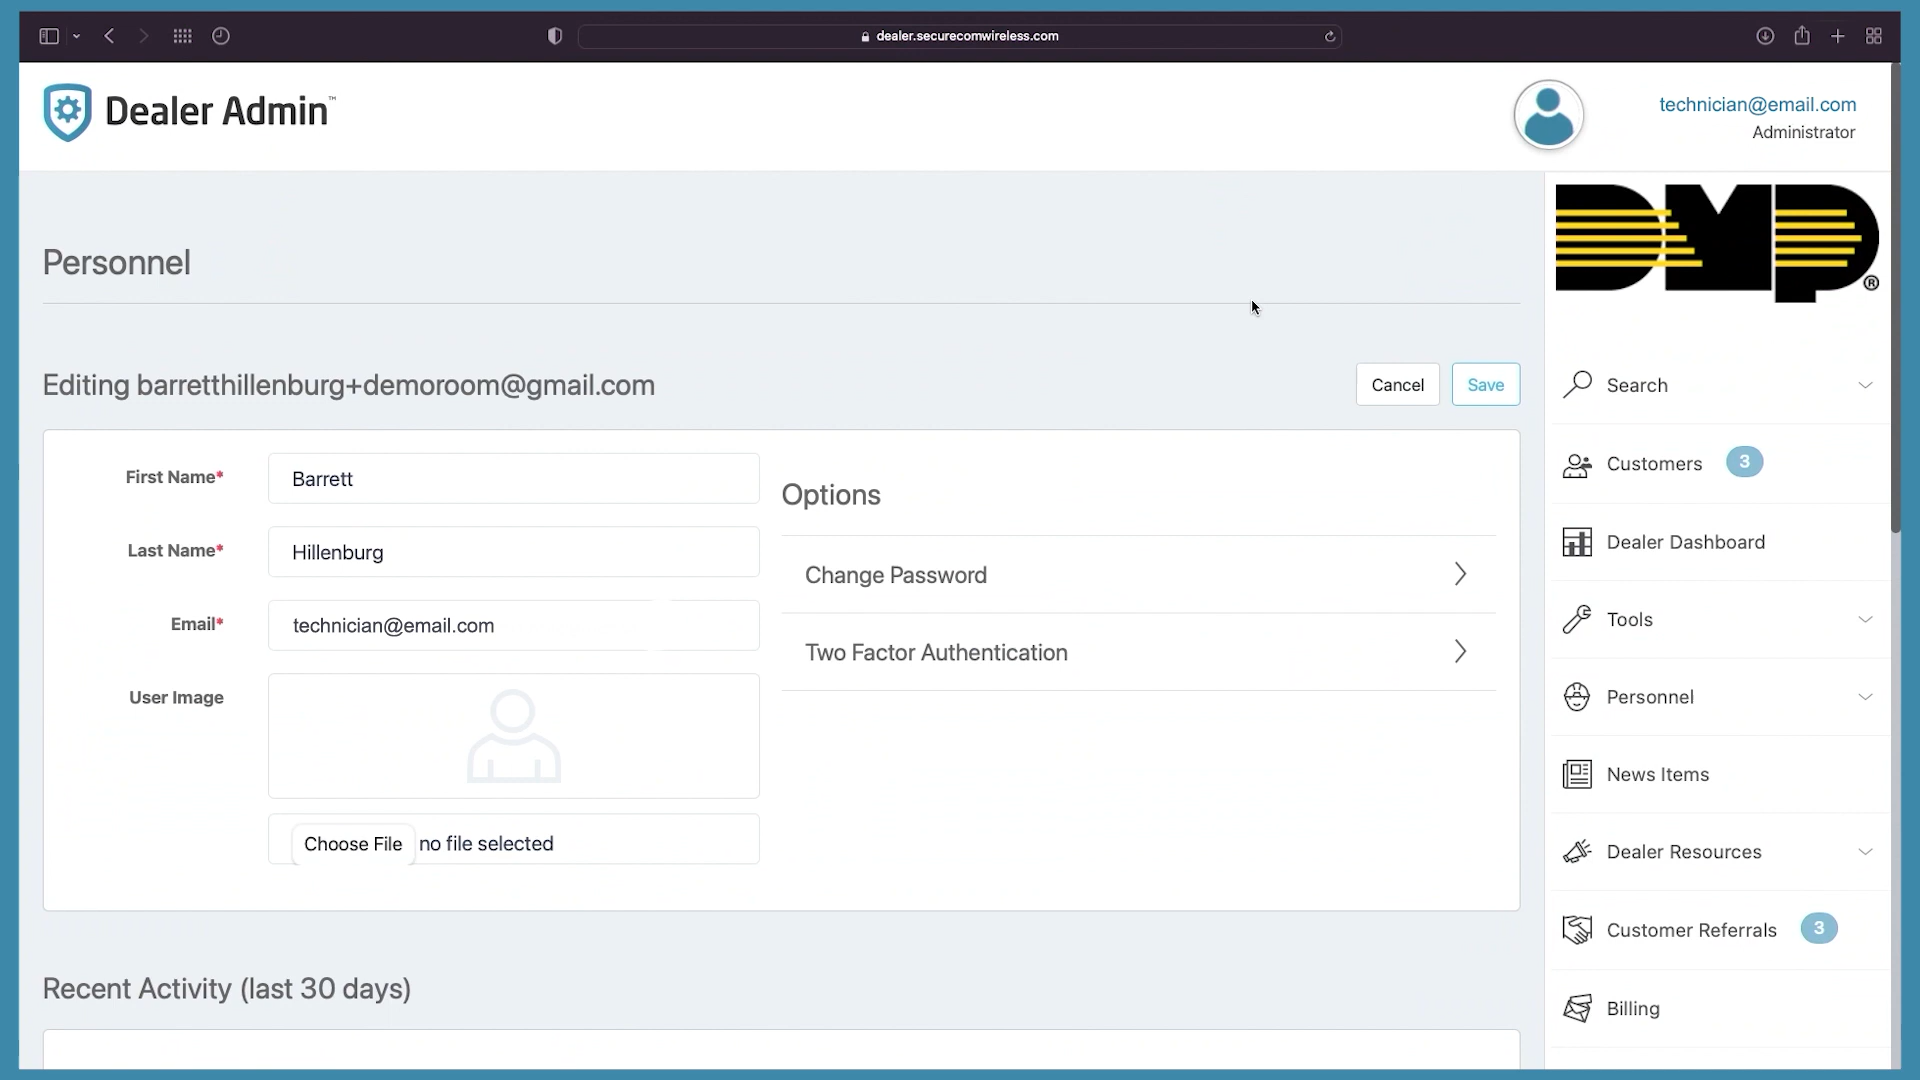 dealer.securecomwireless.com
Dealer Admin™
technician@email.com
Administrator
DMP®
Personnel
Editing barretthillenburg+demoroom@gmail.com
Cancel
Save
First Name*
Barrett
Last Name*
Hillenburg
Email*
technician@email.com
User Image
Choose File no file selected
Options
Change Password
Two Factor Authentication
Recent Activity (last 30 days)
Search
Customers 3
Dealer Dashboard
Tools
Personnel
News Items
Dealer Resources
Customer Referrals 3
Billing